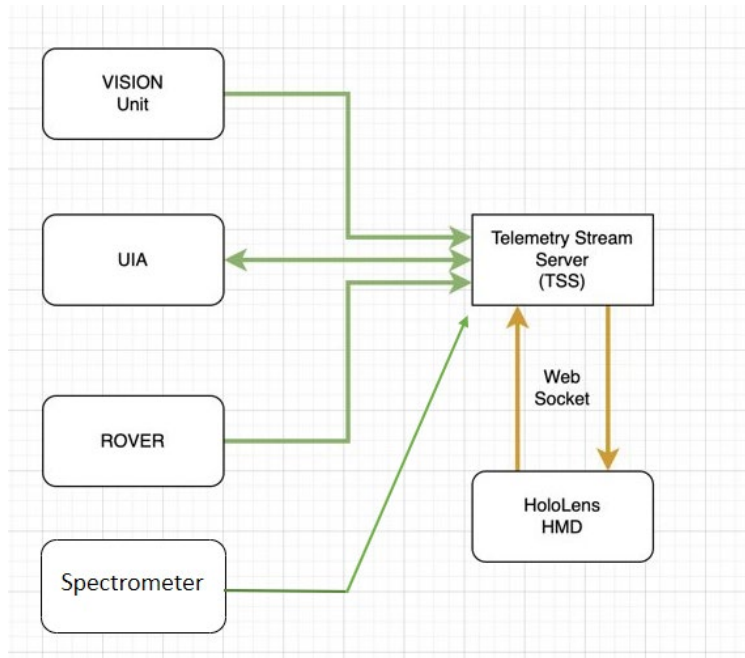 VISION
Unit
UIA
Telemetry Stream
Server
(TSS)
Web
Socket
ROVER
HoloLens
HMD
Spectrometer